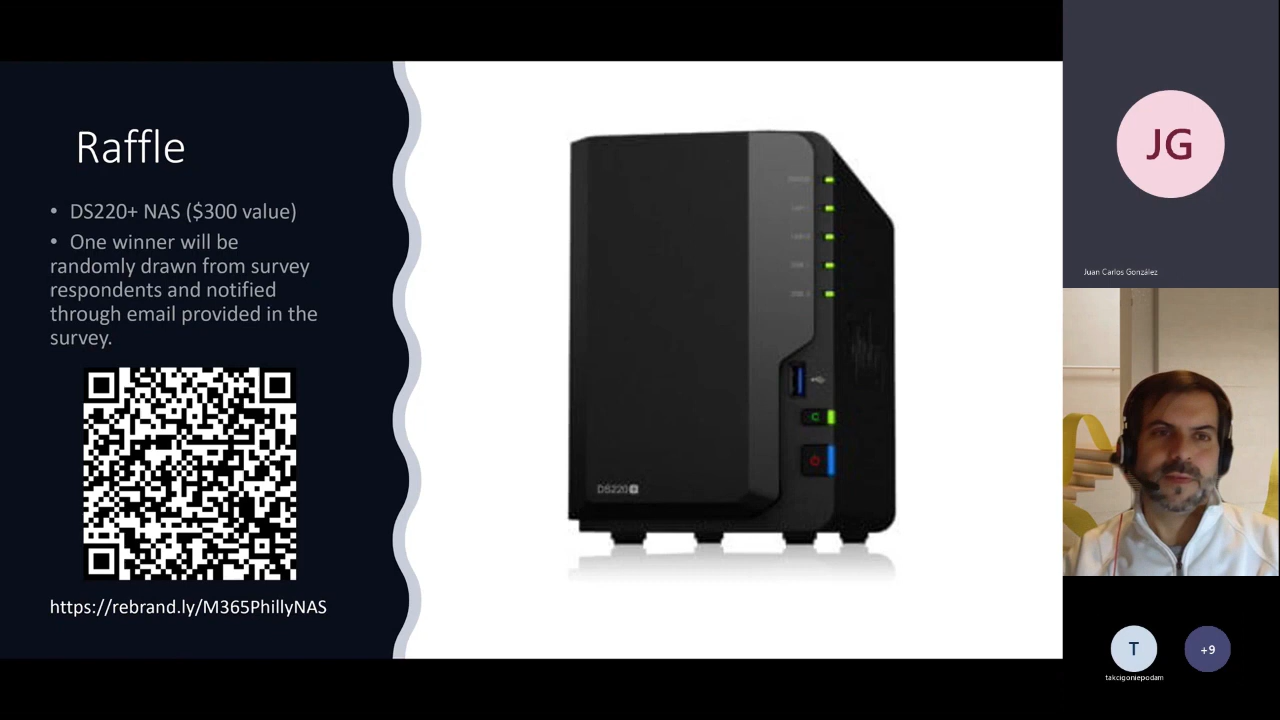 Raffle
• DS220+ NAS ($300 value)
• One winner will be
randomly drawn from survey
respondents and notified
through email provided in the
survey.
https://rebrand.ly/M365PhillyNAS
DS220+
C
JG
Juan Carlos González
T
+9
takcigoniepodam